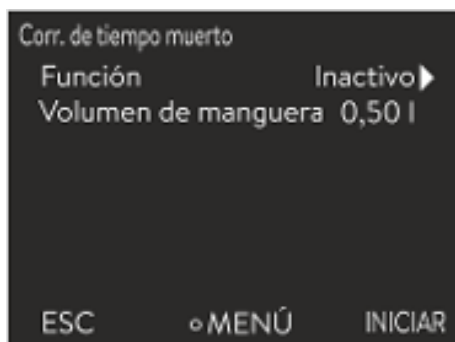 Corr. de tiempo muerto
Función Inactivo
Volumen de manguera 0,50 l
ESC MENÚ INICIAR